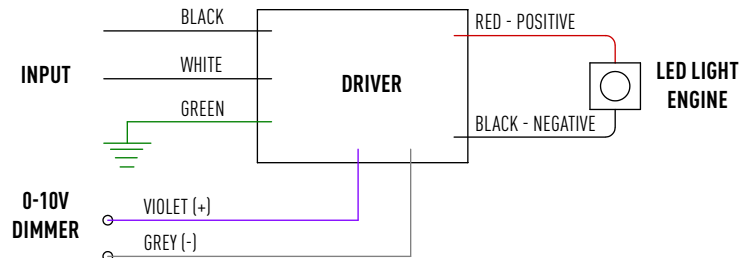 BLACK
RED - POSITIVE
INPUT
WHITE
DRIVER
LED LIGHT
ENGINE
GREEN
BLACK - NEGATIVE
0-10V
DIMMER
VIOLET (+)
GREY (-)